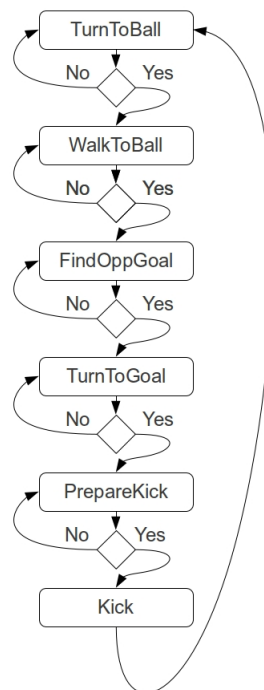 TurnToBall
No Yes
WalkToBall
No Yes
FindOppGoal
No Yes
TurnToGoal
No Yes
PrepareKick
No Yes
Kick